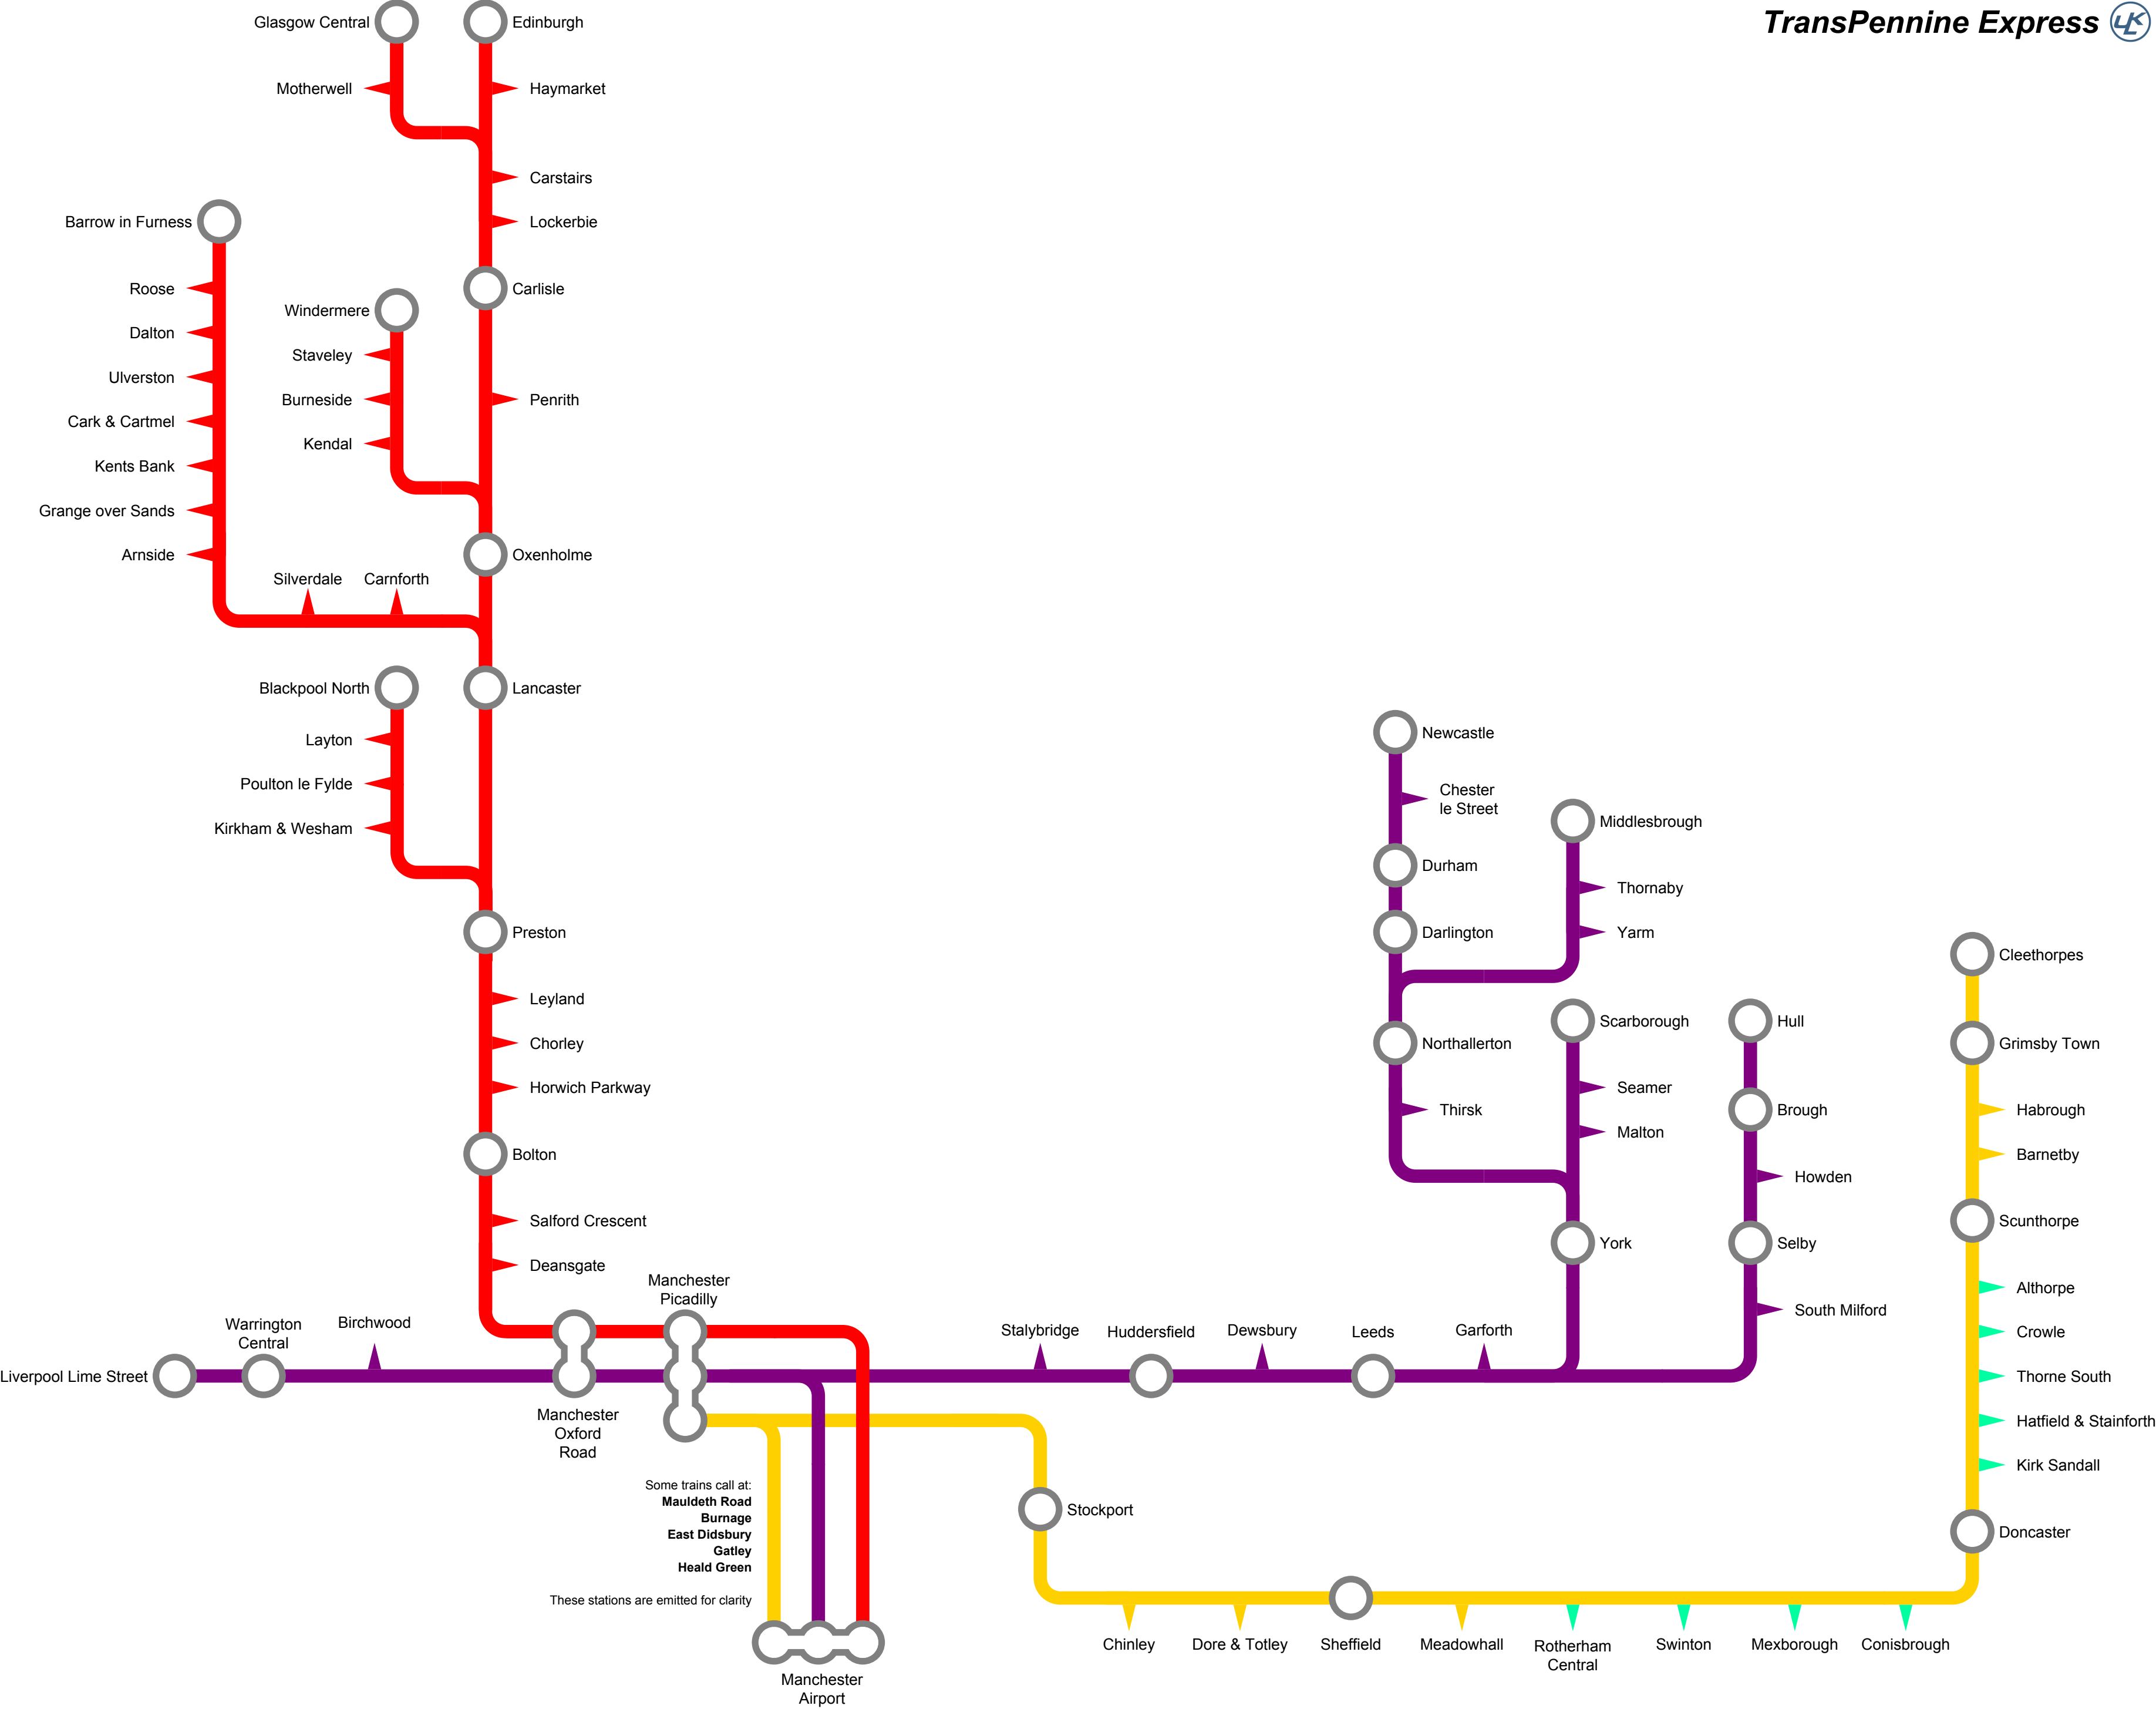 TransPennine Express
UK
Glasgow Central
Edinburgh
Motherwell
Haymarket
Carstairs
Lockerbie
Barrow in Furness
Roose
Dalton
Ulverston
Cark & Cartmel
Kents Bank
Grange over Sands
Arnside
Silverdale
Carnforth
Windermere
Staveley
Burneside
Kendal
Carlisle
Penrith
Oxenholme
Lancaster
Blackpool North
Layton
Poulton le Fylde
Kirkham & Wesham
Preston
Leyland
Chorley
Horwich Parkway
Bolton
Salford Crescent
Deansgate
Manchester
Picadilly
Liverpool Lime Street
Warrington
Central
Birchwood
Manchester
Oxford
Road
Some trains call at:
Mauldeth Road
Burnage
East Didsbury
Gatley
Heald Green
These stations are emitted for clarity
Manchester
Airport
Stalybridge
Huddersfield
Dewsbury
Leeds
Garforth
Newcastle
Chester
le Street
Durham
Darlington
Northallerton
Thirsk
Middlesbrough
Thornaby
Yarm
Scarborough
Seamer
Malton
York
Hull
Brough
Howden
Selby
South Milford
Cleethorpes
Grimsby Town
Habrough
Barnetby
Scunthorpe
Althorpe
Crowle
Thorne South
Hatfield & Stainforth
Kirk Sandall
Doncaster
Stockport
Chinley
Dore & Totley
Sheffield
Meadowhall
Rotherham
Central
Swinton
Mexborough
Conisbrough